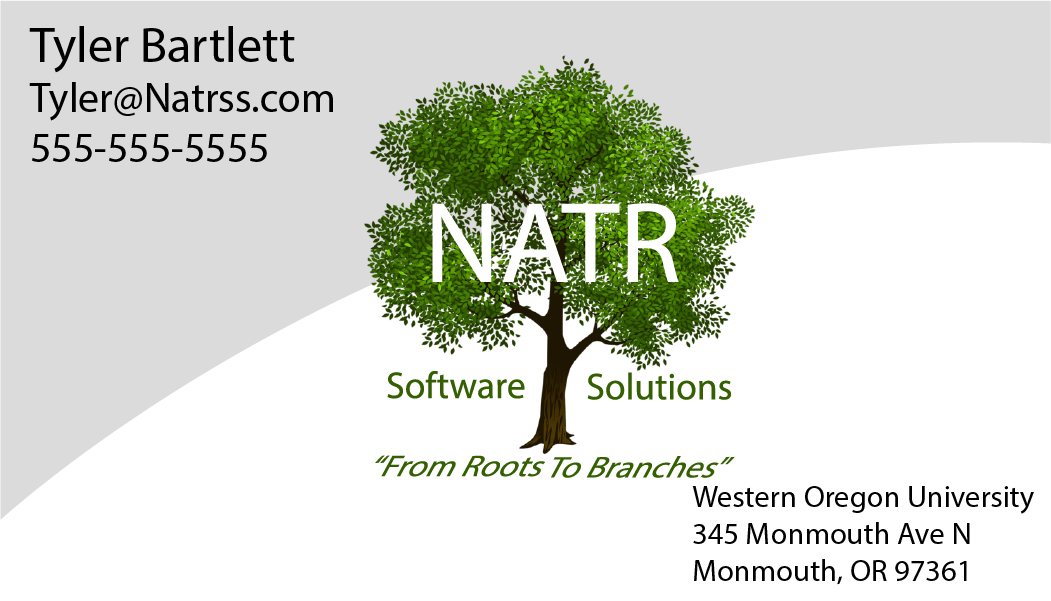 Tyler Bartlett
Tyler@Natrss.com
555-555-5555
NATR
Software Solutions
“From Roots To Branches”
Western Oregon University
345 Monmouth Ave N
Monmouth, OR 97361